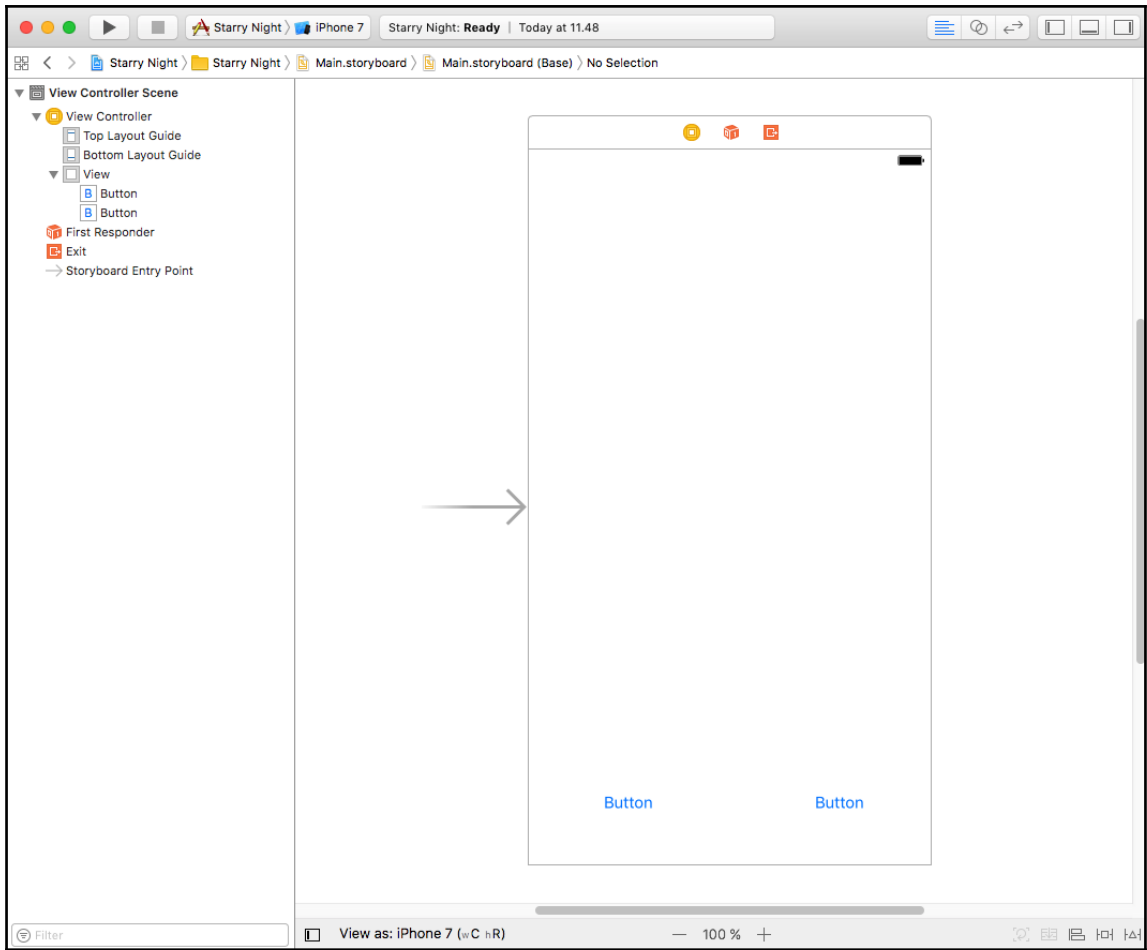 Starry Night 〉 iPhone 7 Starry Night: Ready | Today at 11.48
Starry Night 〉 Starry Night 〉 Main.storyboard 〉 Main.storyboard (Base) 〉 No Selection
View Controller Scene
View Controller
Top Layout Guide
Bottom Layout Guide
View
B Button
B Button
First Responder
Exit
Storyboard Entry Point
Button Button
Filter View as: iPhone 7 (wC hR) — 100 % +